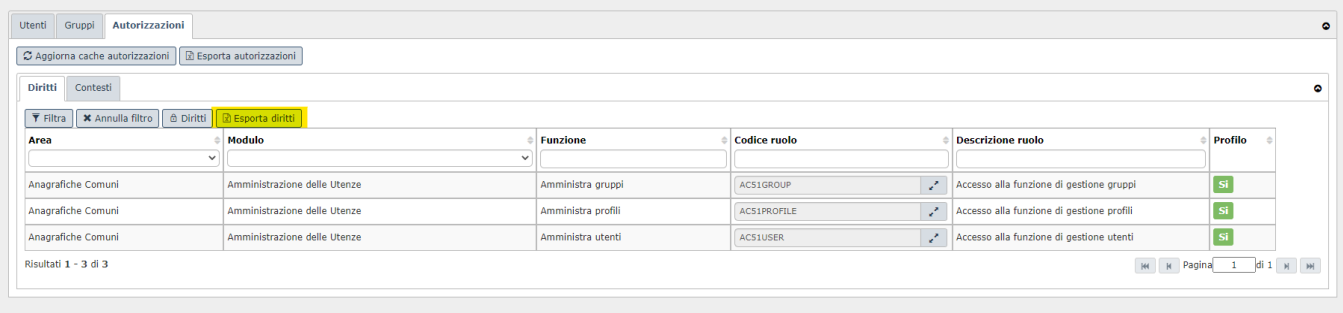 Utenti Gruppi Autorizzazioni
Aggiorna cache autorizzazioni Esporta autorizzazioni
Diritti Contesti
Filtra Annulla filtro Diritti Esporta diritti
Area Modulo Funzione Codice ruolo Descrizione ruolo Profilo
Anagrafiche Comuni Amministrazione delle Utenze Amministra gruppi AC51GROUP Accesso alla funzione di gestione gruppi Si
Anagrafiche Comuni Amministrazione delle Utenze Amministra profili AC51PROFILE Accesso alla funzione di gestione profili Si
Anagrafiche Comuni Amministrazione delle Utenze Amministra utenti AC51USER Accesso alla funzione di gestione utenti Si
Risultati 1 - 3 di 3 Pagina 1 di 1